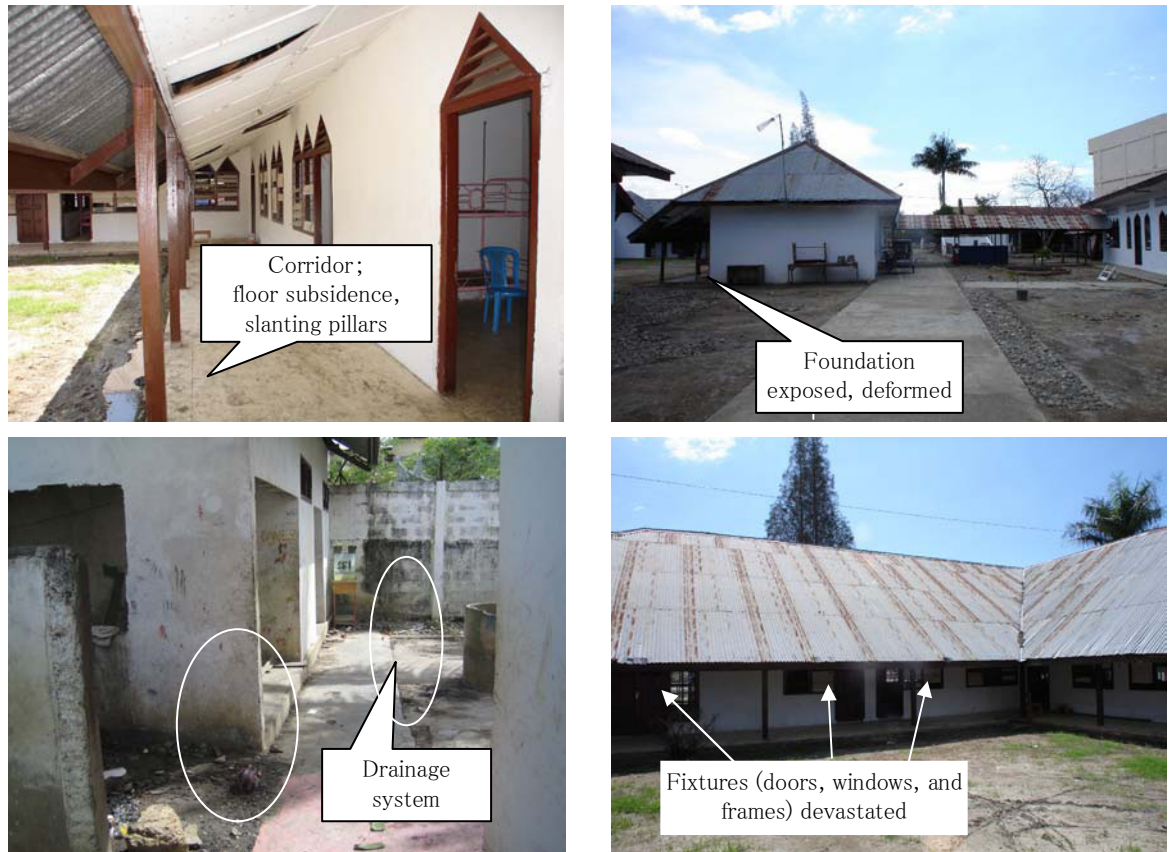 Corridor;
floor subsidence,
slanting pillars
Foundation
exposed, deformed
Drainage
system
Fixtures (doors, windows, and
frames) devastated